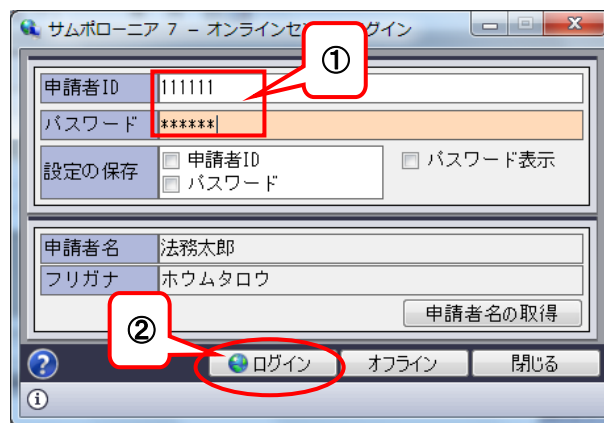 サムポローニア 7 - オンラインセ グイン
①
申請者ID 111111
パスワード ******
設定の保存 申請者ID パスワード表示
パスワード
申請者名 法務太郎
フリガナ ホウムタロウ
申請者名の取得
②
ログイン オフライン 閉じる